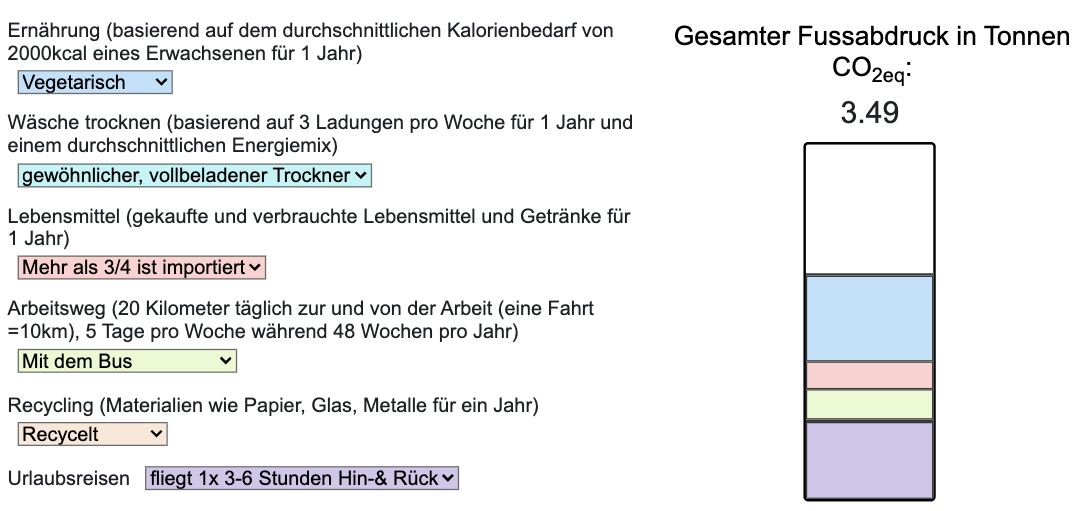 Ernährung (basierend auf dem durchschnittlichen Kalorienbedarf von
2000kcal eines Erwachsenen für 1 Jahr)
Vegetarisch
Wäsche trocknen (basierend auf 3 Ladungen pro Woche für 1 Jahr und
einem durchschnittlichen Energiemix)
gewöhnlicher, vollbeladener Trockner
Lebensmittel (gekaufte und verbrauchte Lebensmittel und Getränke für
1 Jahr)
Mehr als 3/4 ist importiert
Arbeitsweg (20 Kilometer täglich zur und von der Arbeit (eine Fahrt
=10km), 5 Tage pro Woche während 48 Wochen pro Jahr)
Mit dem Bus
Recycling (Materialien wie Papier, Glas, Metalle für ein Jahr)
Recycelt
Urlaubsreisen fliegt 1x 3-6 Stunden Hin-& Rück
Gesamter Fussabdruck in Tonnen
CO2eq:
3.49